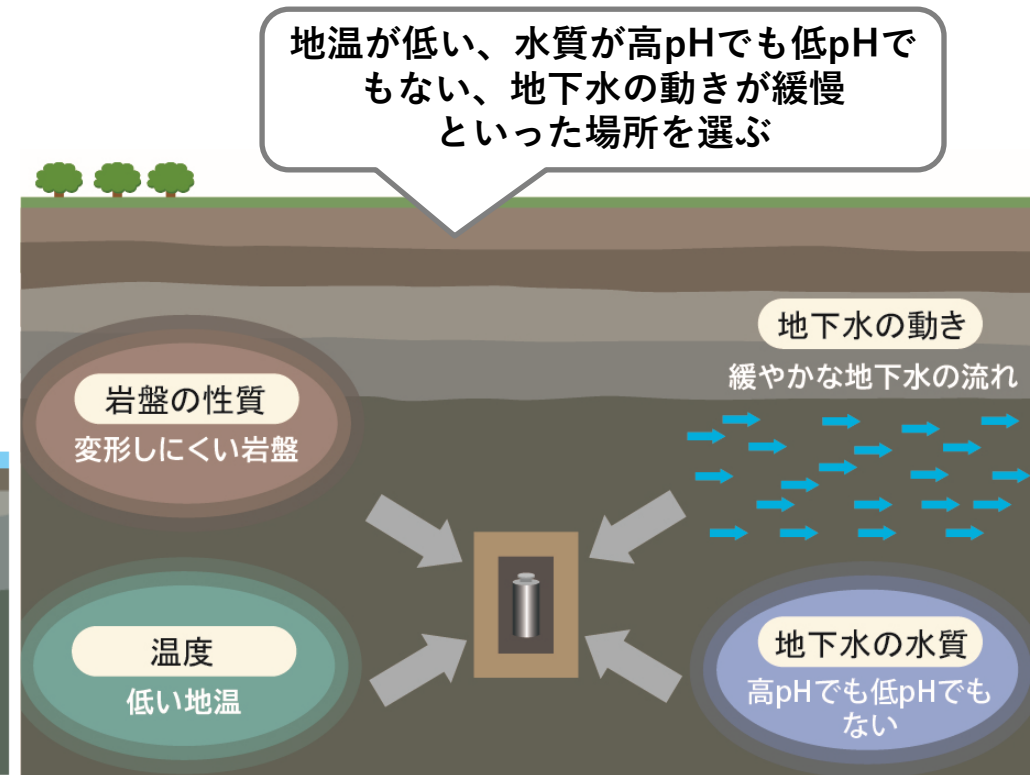 地温が低い、水質が高pHでも低pHで
もない、地下水の動きが緩慢
といった場所を選ぶ
地下水の動き
緩やかな地下水の流れ
岩盤の性質
変形しにくい岩盤
温度
低い地温
地下水の水質
高pHでも低pHでも
ない